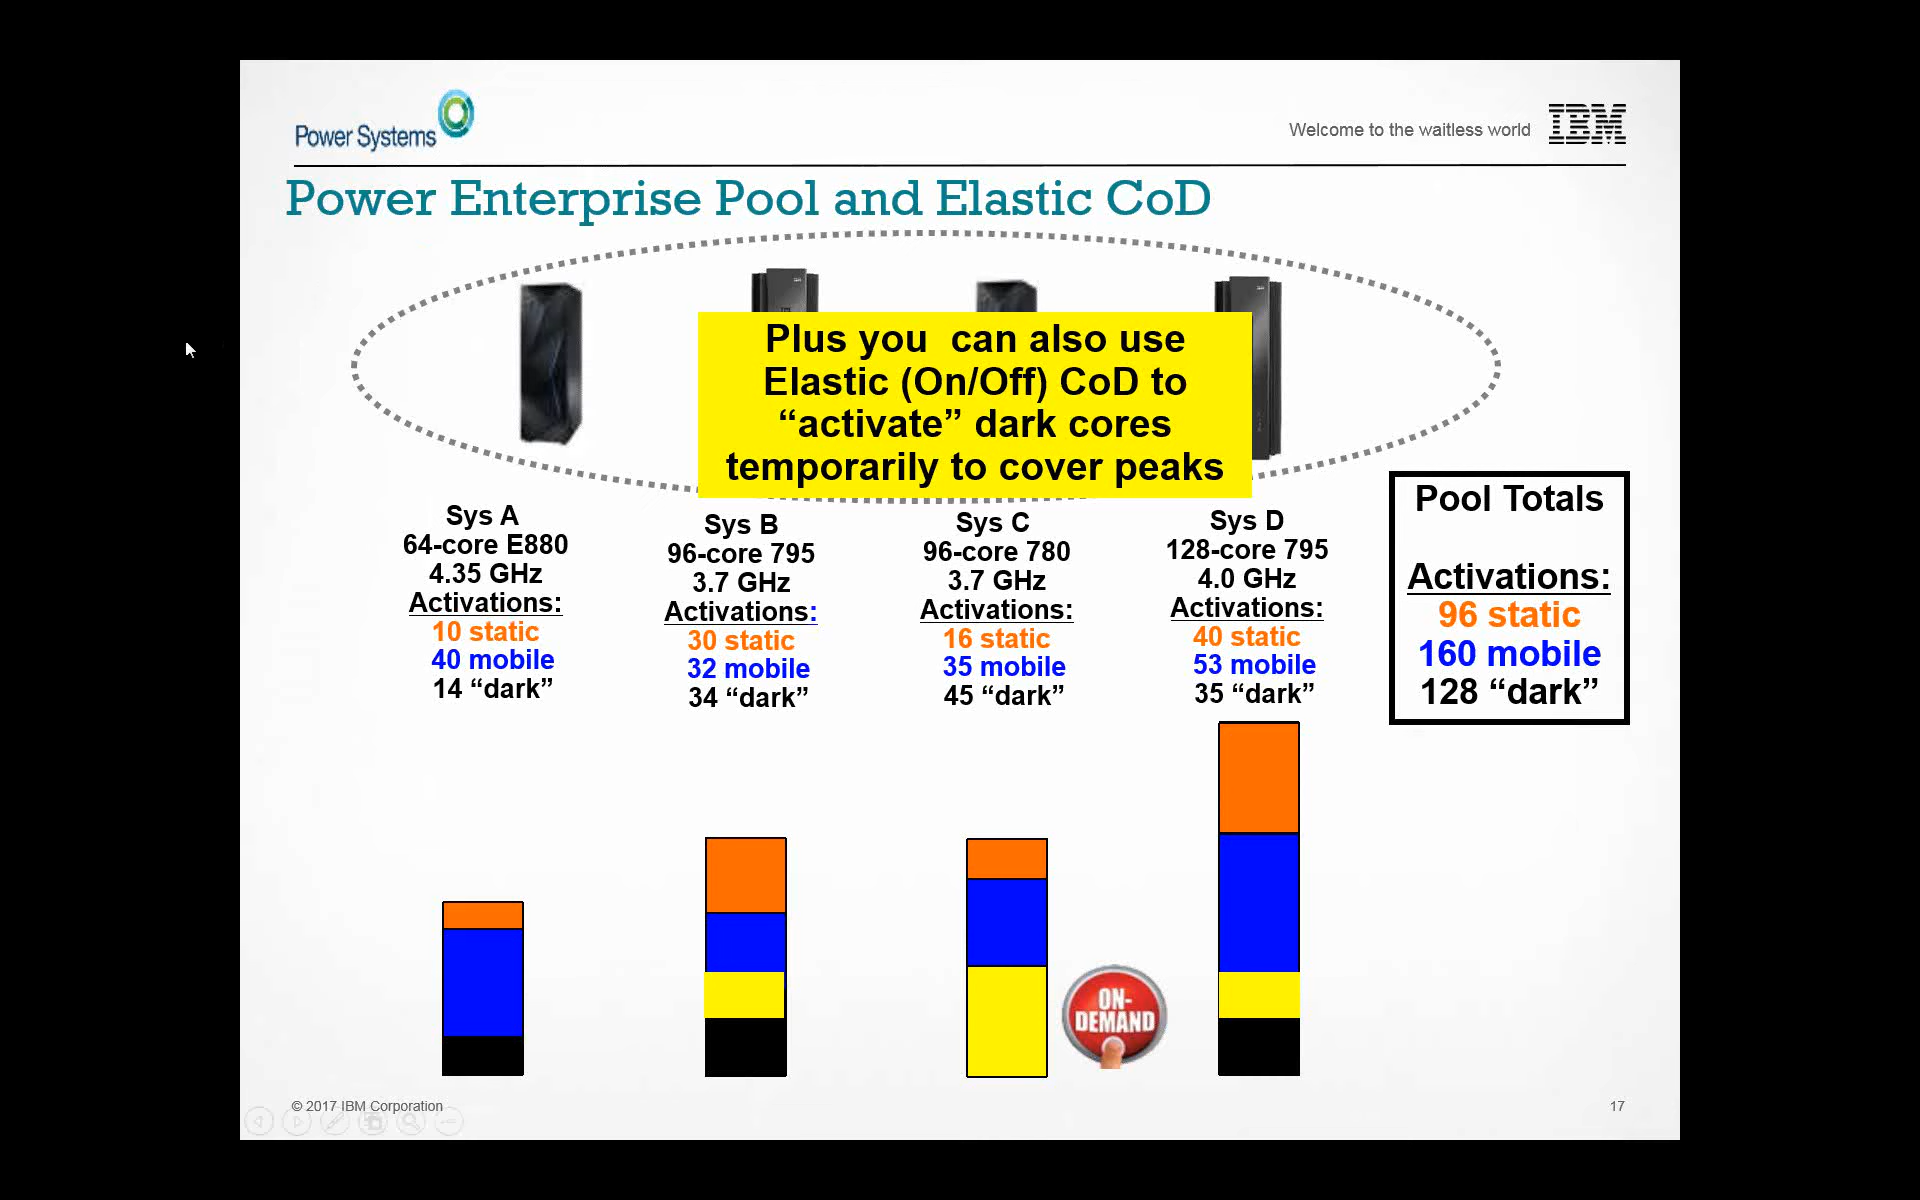 Power Systems
Welcome to the waitless world
IBM
Power Enterprise Pool and Elastic CoD
Plus you  can also use
Elastic (On/Off) CoD to
“activate” dark cores
temporarily to cover peaks
Sys A
64-core E880
4.35 GHz
Activations:
10 static
40 mobile
14 “dark”
Sys B
96-core 795
3.7 GHz
Activations:
30 static
32 mobile
34 “dark”
Sys C
96-core 780
3.7 GHz
Activations:
16 static
35 mobile
45 “dark”
Sys D
128-core 795
4.0 GHz
Activations:
40 static
53 mobile
35 “dark”
Pool Totals
Activations:
96 static
160 mobile
128 “dark”
ON-
DEMAND
© 2017 IBM Corporation
17